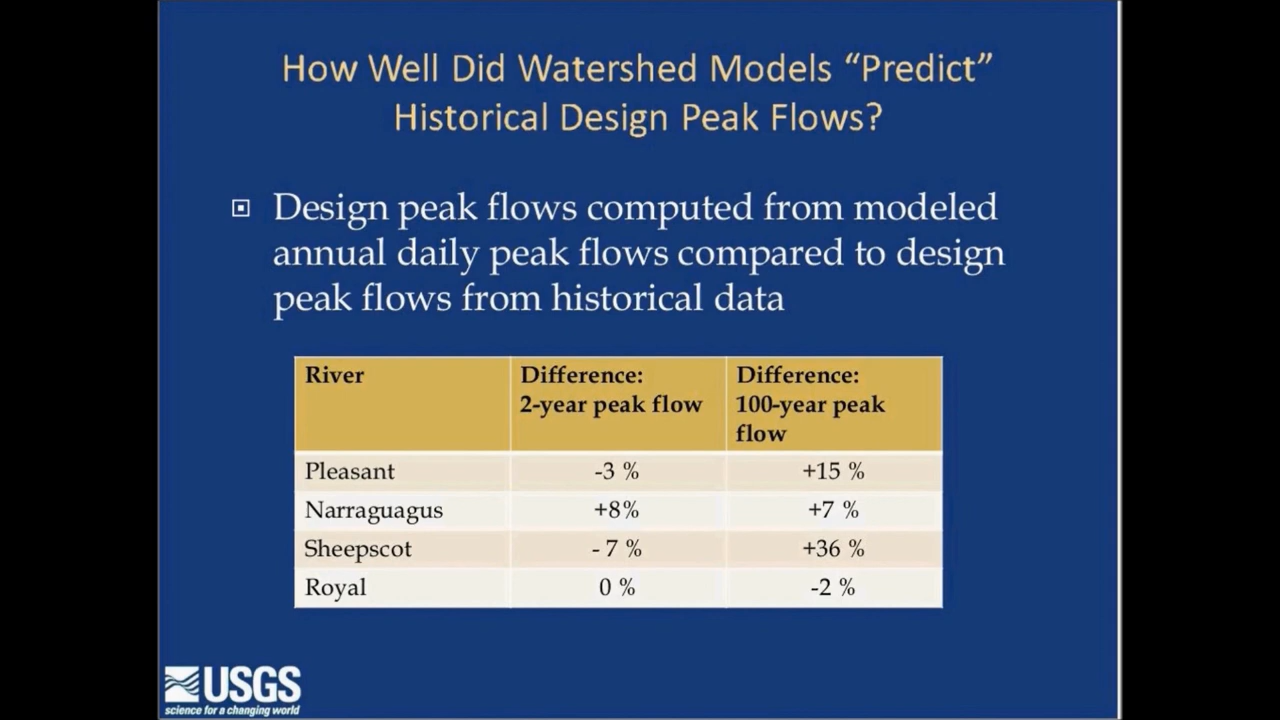 How Well Did Watershed Models “Predict”
Historical Design Peak Flows?
Design peak flows computed from modeled
annual daily peak flows compared to design
peak flows from historical data
River Difference: Difference:
2-year peak flow 100-year peak
flow
Pleasant -3 % +15 %
Narraguagus +8% +7 %
Sheepscot - 7 % +36 %
Royal 0 % -2 %
USGS
science for a changing world